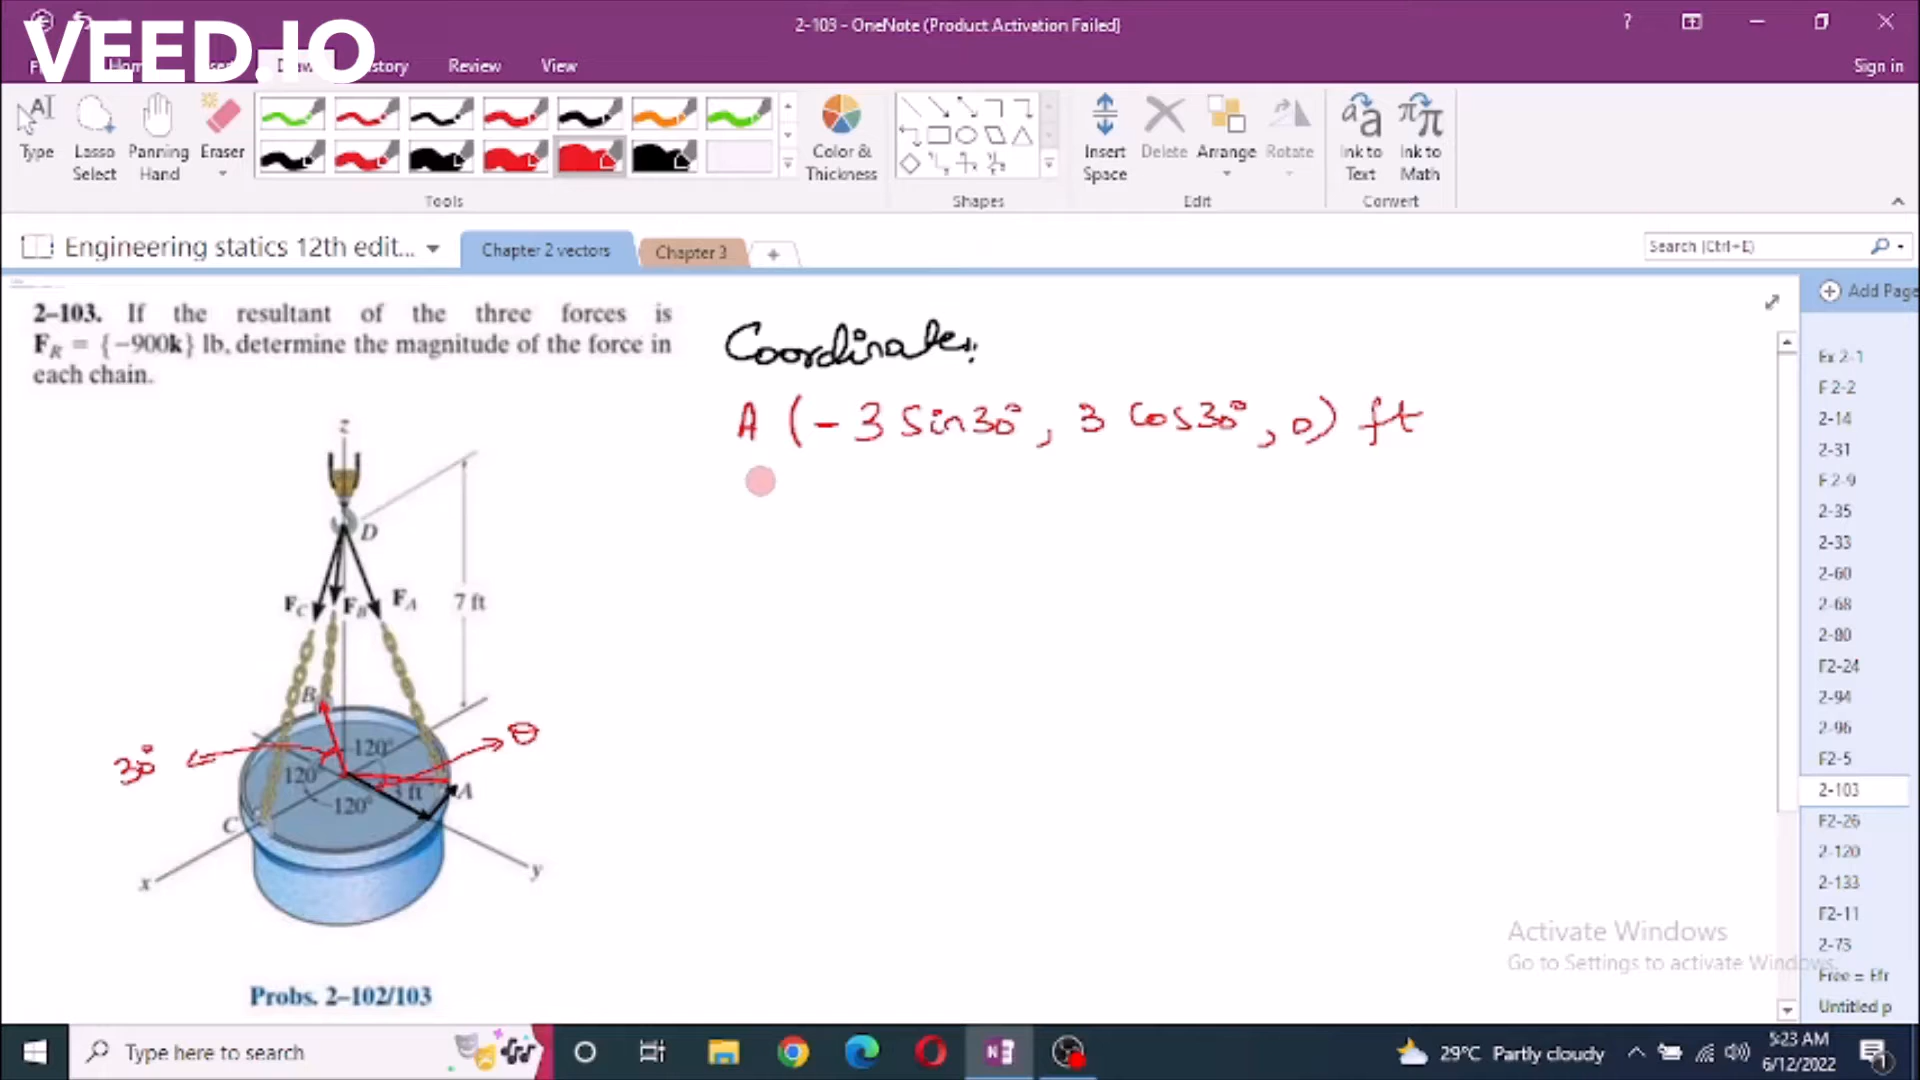 2-103 - OneNote (Product Activation Failed)
VEED.IO
History Review View
Sign in
Type
Lasso Select
Panning Hand
Eraser
Color & Thickness
Insert Space
Delete
Arrange
Rotate
Ink to Text
Ink to Math
Tools
Shapes
Edit
Convert
Engineering statics 12th edit...
Chapter 2 vectors
Chapter 3
Search (Ctrl+E)
Add Page
2–103. If the resultant of the three forces is
F_R = {−900k} lb, determine the magnitude of the force in
each chain.
z
D
F_C
F_B
F_A
7 ft
B
120°
120°
120°
3 ft
A
C
x
y
30°
θ
Probs. 2–102/103
Coordinates:
A (- 3 sin30°, 3 cos30°, 0) ft
Ex 2-1
F 2-2
2-14
2-31
F 2-9
2-35
2-33
2-60
2-68
2-80
F2-24
2-94
2-96
F2-5
2-103
F2-26
2-120
2-133
F2-11
2-73
Free = Efr
Untitled p
Activate Windows
Go to Settings to activate Windows.
Type here to search
29°C Partly cloudy
5:23 AM
6/12/2022
1